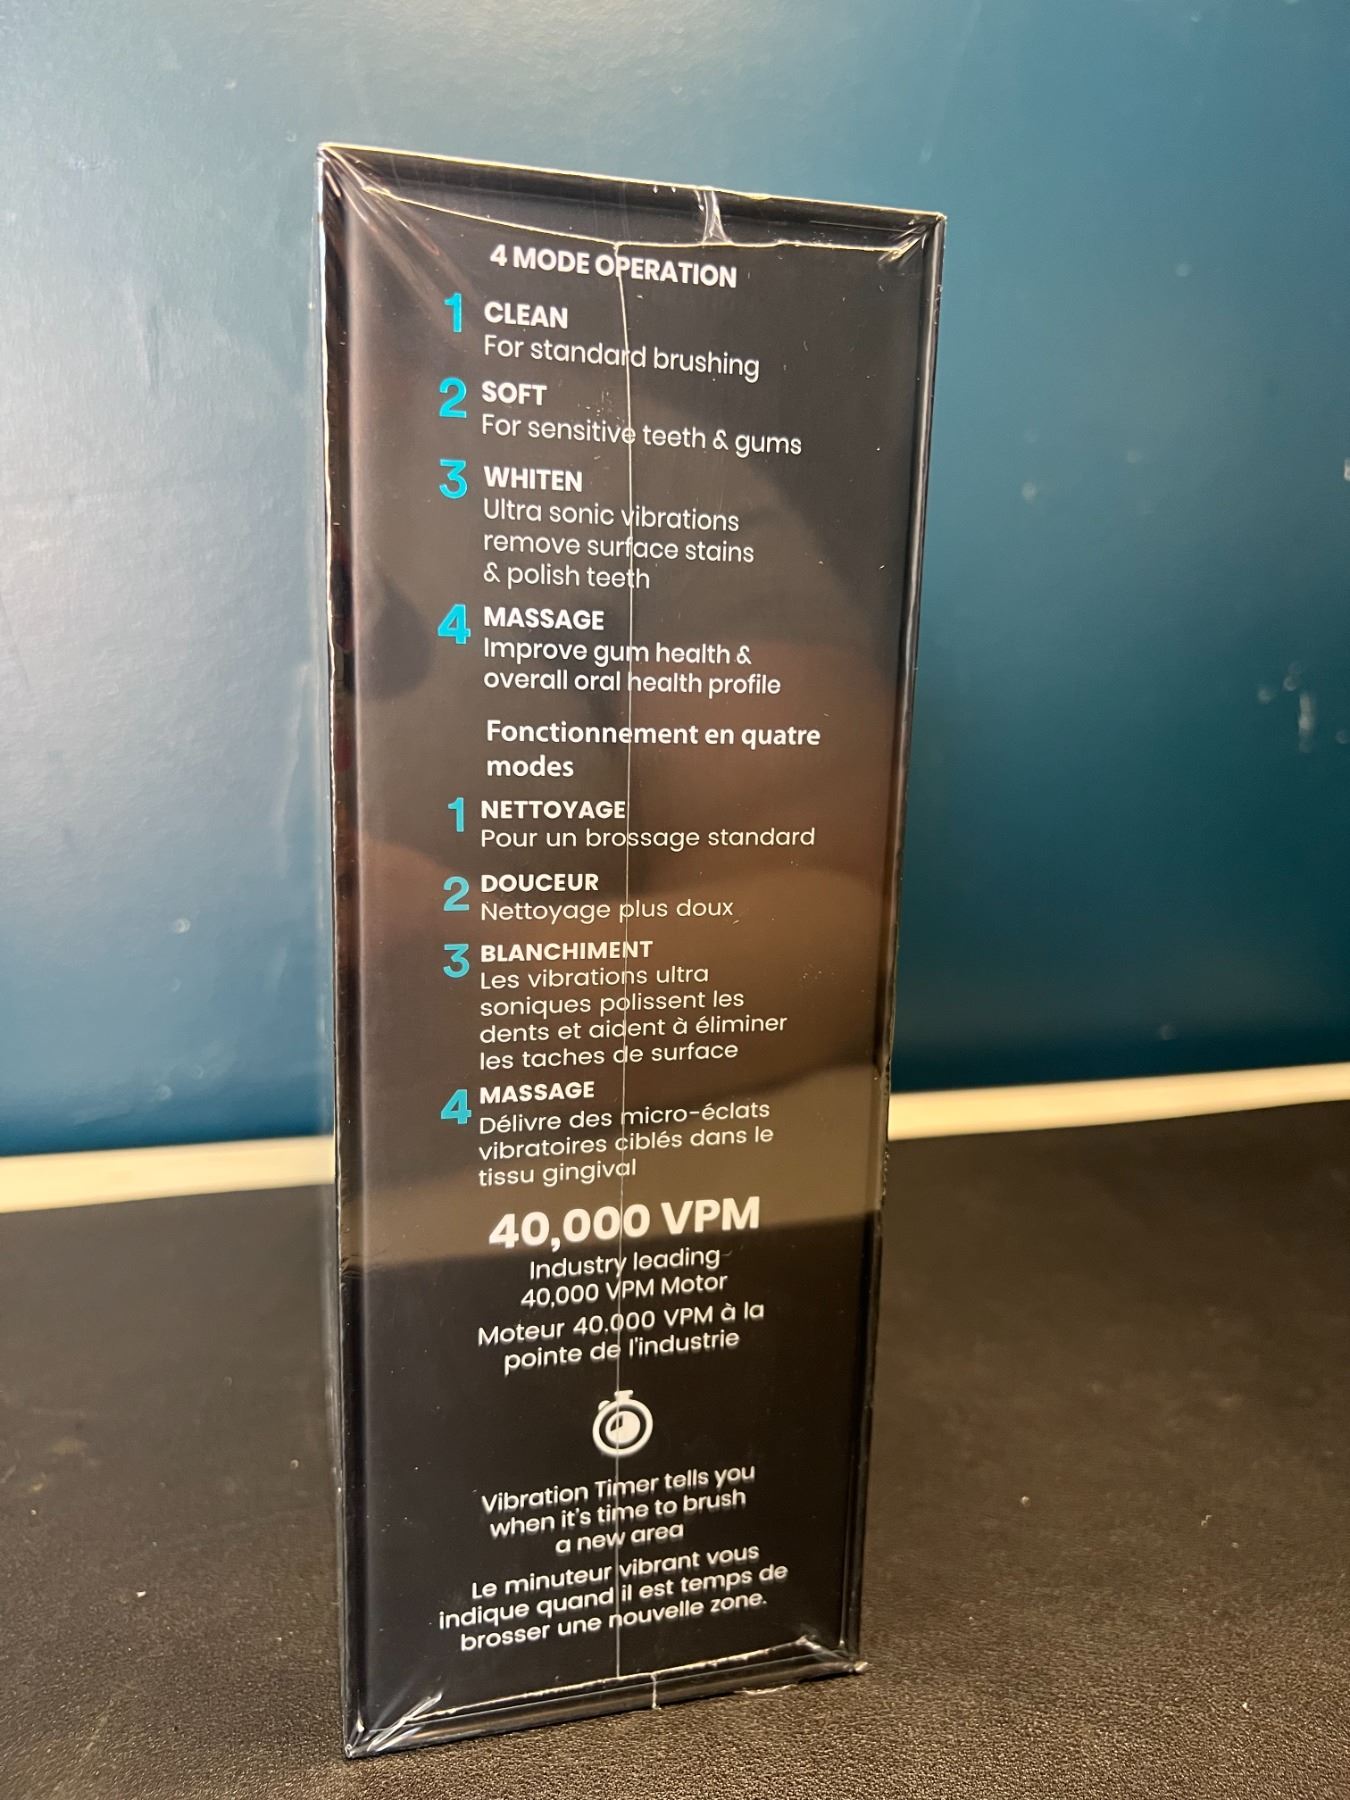 4 MODE OPERATION
1 CLEAN
For standard brushing
2 SOFT
For sensitive teeth & gums
3 WHITEN
Ultra sonic vibrations
remove surface stains
& polish teeth
4 MASSAGE
Improve gum health &
overall oral health profile
Fonctionnement en quatre
modes
1 NETTOYAGE
Pour un brossage standard
2 DOUCEUR
Nettoyage plus doux
3 BLANCHIMENT
Les vibrations ultra
soniques polissent les
dents et aident à éliminer
les taches de surface
4 MASSAGE
Délivre des micro-éclats
vibratoires ciblés dans le
tissu gingival
40,000 VPM
Industry leading
40,000 VPM Motor
Moteur 40.000 VPM à la
pointe de l'industrie
Vibration Timer tells you
when it's time to brush
a new area
Le minuteur vibrant vous
indique quand il est temps de
brosser une nouvelle zone.